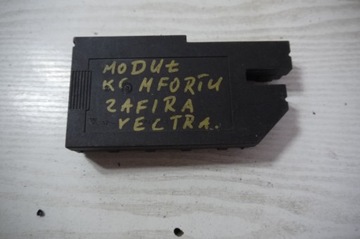 MODUŁ
KOMFORTU
ZAFIRA
VECTRA.